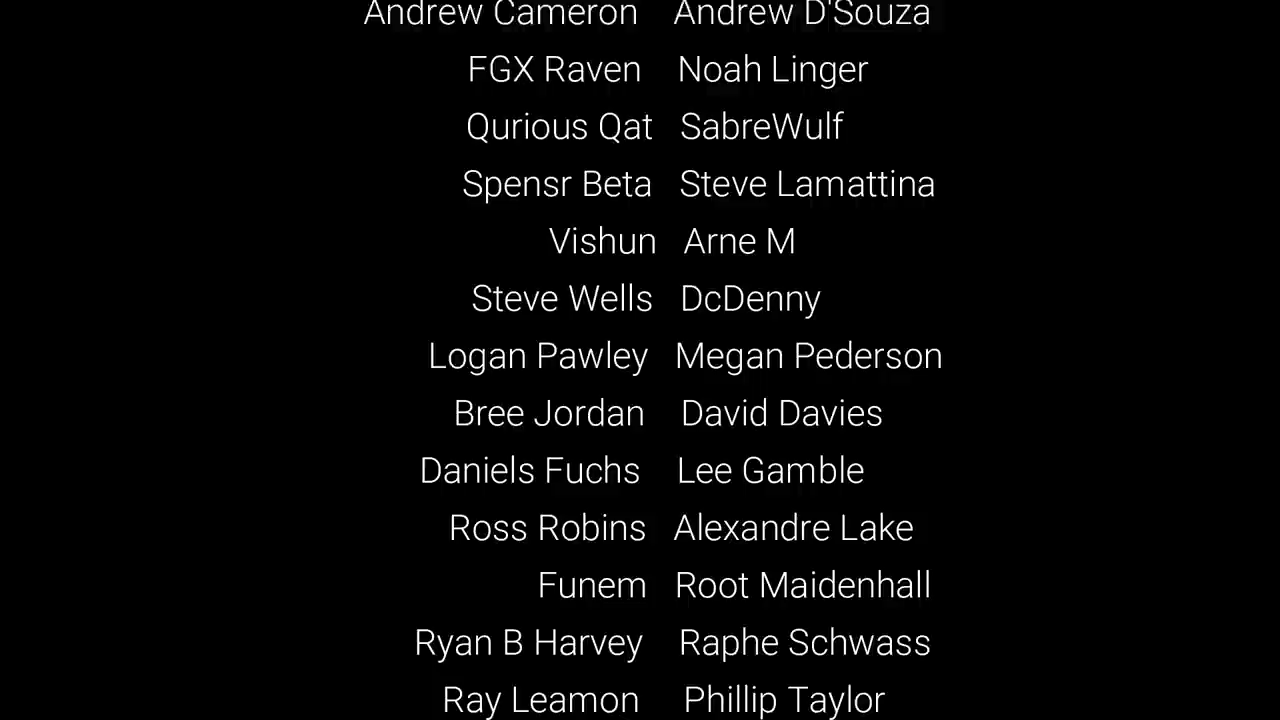 Andrew Cameron Andrew D'Souza
FGX Raven Noah Linger
Qurious Qat SabreWulf
Spensr Beta Steve Lamattina
Vishun Arne M
Steve Wells DcDenny
Logan Pawley Megan Pederson
Bree Jordan David Davies
Daniels Fuchs Lee Gamble
Ross Robins Alexandre Lake
Funem Root Maidenhall
Ryan B Harvey Raphe Schwass
Ray Leamon Phillip Taylor